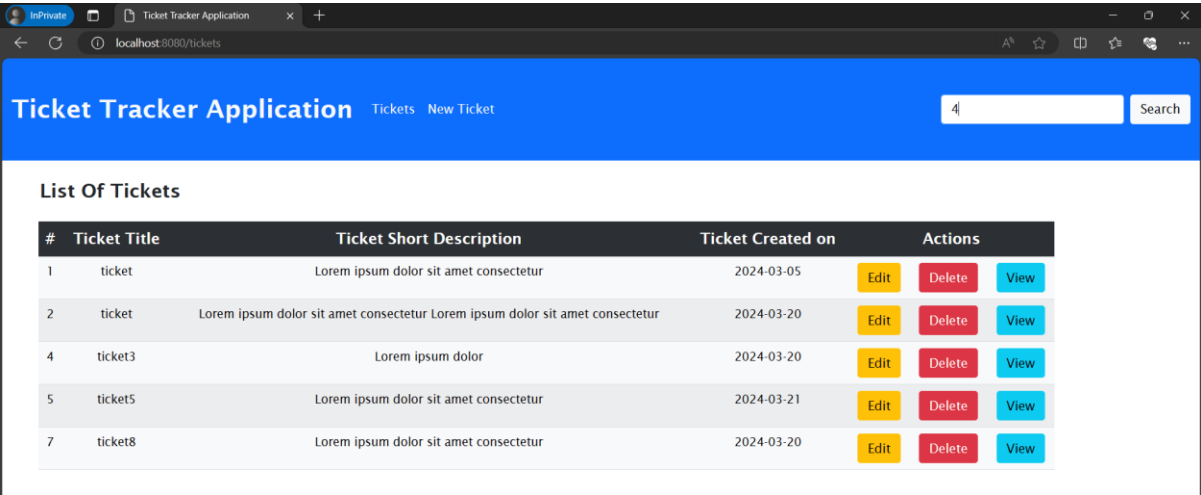 InPrivate Ticket Tracker Application
localhost:8080/tickets
Ticket Tracker Application Tickets New Ticket 4 Search
List Of Tickets
# Ticket Title Ticket Short Description Ticket Created on Actions
1 ticket Lorem ipsum dolor sit amet consectetur 2024-03-05 Edit Delete View
2 ticket Lorem ipsum dolor sit amet consectetur Lorem ipsum dolor sit amet consectetur 2024-03-20 Edit Delete View
4 ticket3 Lorem ipsum dolor 2024-03-20 Edit Delete View
5 ticket5 Lorem ipsum dolor sit amet consectetur 2024-03-21 Edit Delete View
7 ticket8 Lorem ipsum dolor sit amet consectetur 2024-03-20 Edit Delete View